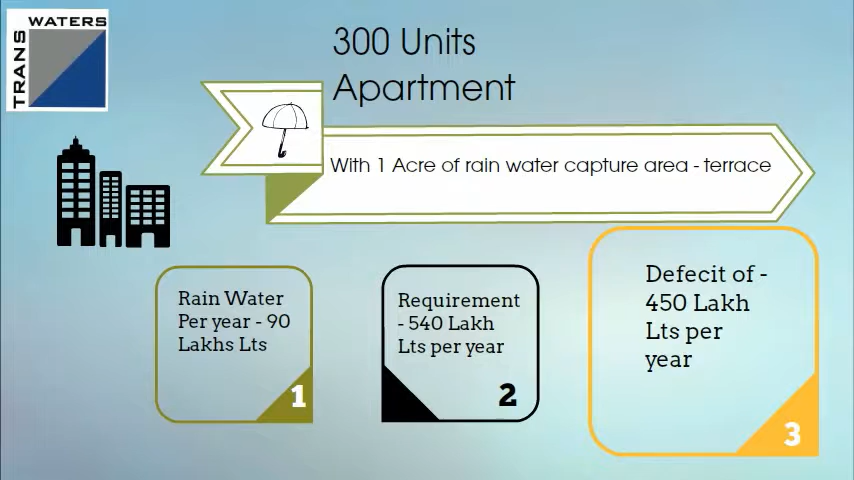 WATERS
TRANS
300 Units
Apartment
With 1 Acre of rain water capture area - terrace
Rain Water
Per year - 90
Lakhs Lts
1
Requirement
- 540 Lakh
Lts per year
2
Defecit of -
450 Lakh
Lts per
year
3